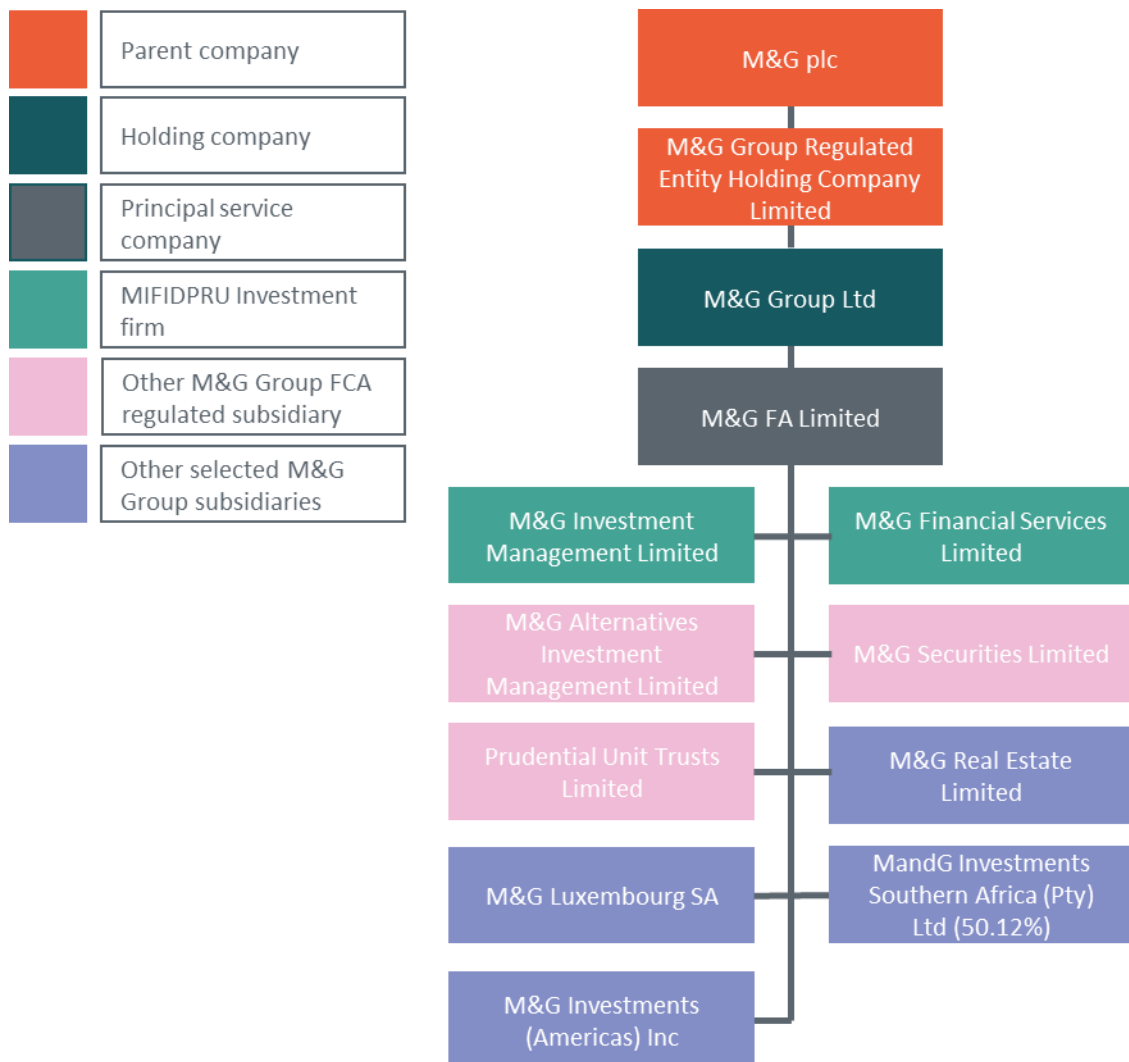 Parent company
Holding company
Principal service
company
MIFIDPRU Investment
firm
Other M&G Group FCA
regulated subsidiary
Other selected M&G
Group subsidiaries
M&G plc
M&G Group Regulated
Entity Holding Company
Limited
M&G Group Ltd
M&G FA Limited
M&G Investment
Management Limited
M&G Financial Services
Limited
M&G Alternatives
Investment
Management Limited
M&G Securities Limited
Prudential Unit Trusts
Limited
M&G Real Estate
Limited
M&G Luxembourg SA
MandG Investments
Southern Africa (Pty)
Ltd (50.12%)
M&G Investments
(Americas) Inc